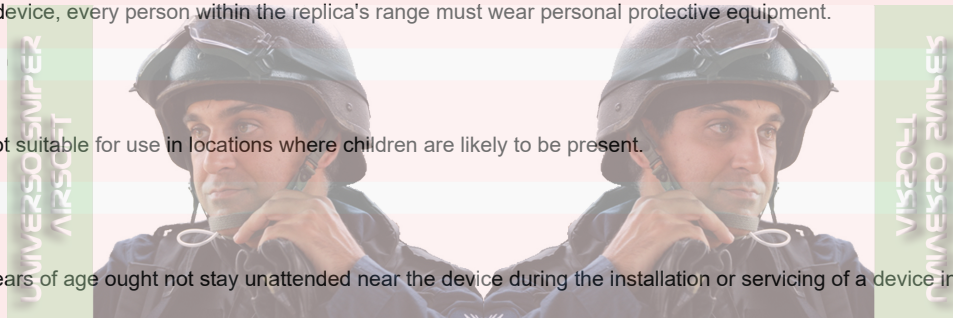 device, every person within the replica's range must wear personal protective equipment.
suitable for use in locations where children are likely to be present.
of age ought not stay unattended near the device during the installation or servicing of a device
UNIVERSOSNIPER
AIRSOFT
AIRSOFT
UNIVERSO SNIPER